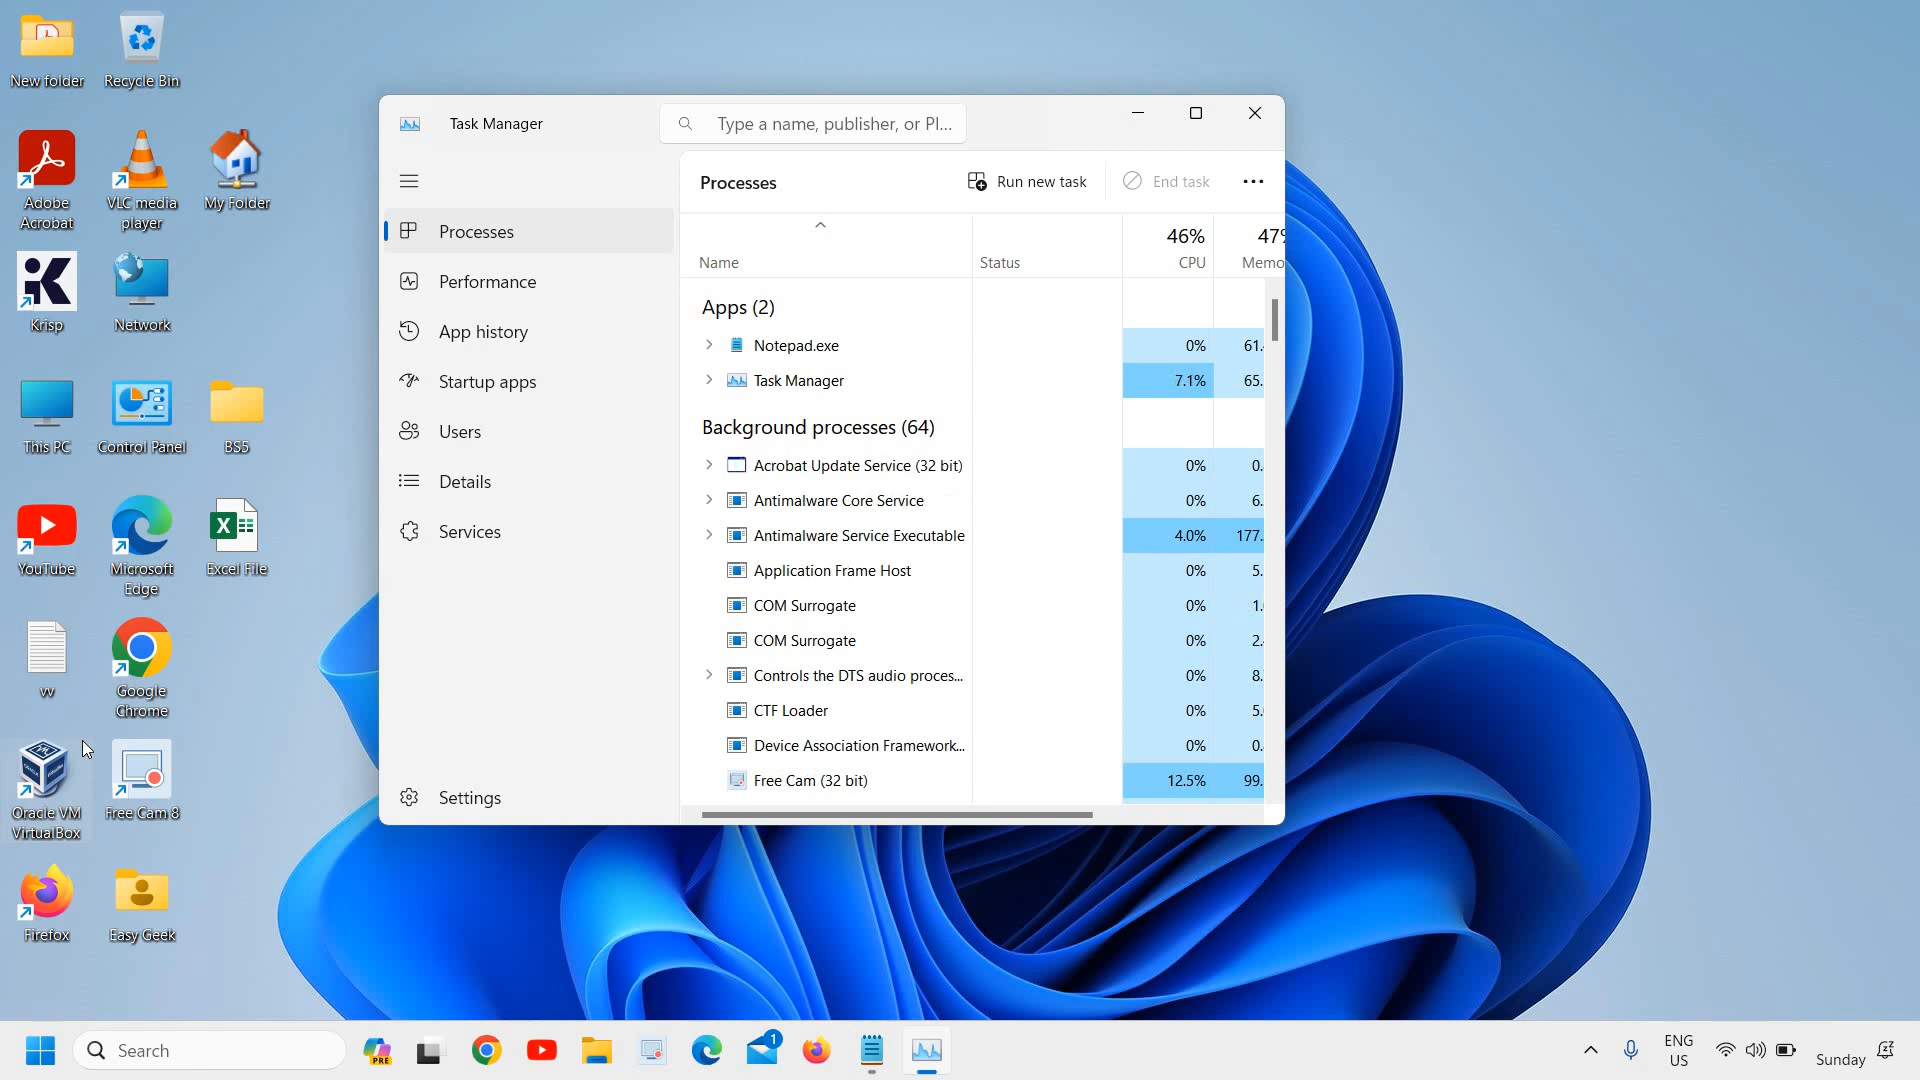 New folder
Recycle Bin
Adobe
Acrobat
VLC media
player
My Folder
Krisp
Network
This PC
Control Panel
BS5
YouTube
Microsoft
Edge
Excel File
vv
Google
Chrome
Oracle VM
VirtualBox
Free Cam 8
Firefox
Easy Geek
Task Manager
Type a name, publisher, or PI...
Processes
Performance
App history
Startup apps
Users
Details
Services
Settings
Processes
Run new task
End task
Name
Status
46%
CPU
47%
Memo
Apps (2)
Notepad.exe 0% 61.
Task Manager 7.1% 65.
Background processes (64)
Acrobat Update Service (32 bit) 0% 0.
Antimalware Core Service 0% 6.
Antimalware Service Executable 4.0% 177.
Application Frame Host 0% 5.
COM Surrogate 0% 1.
COM Surrogate 0% 2.
Controls the DTS audio proces... 0% 8.
CTF Loader 0% 5.
Device Association Framework... 0% 0.
Free Cam (32 bit) 12.5% 99.
Search
PRE
1
ENG
US
Sunday